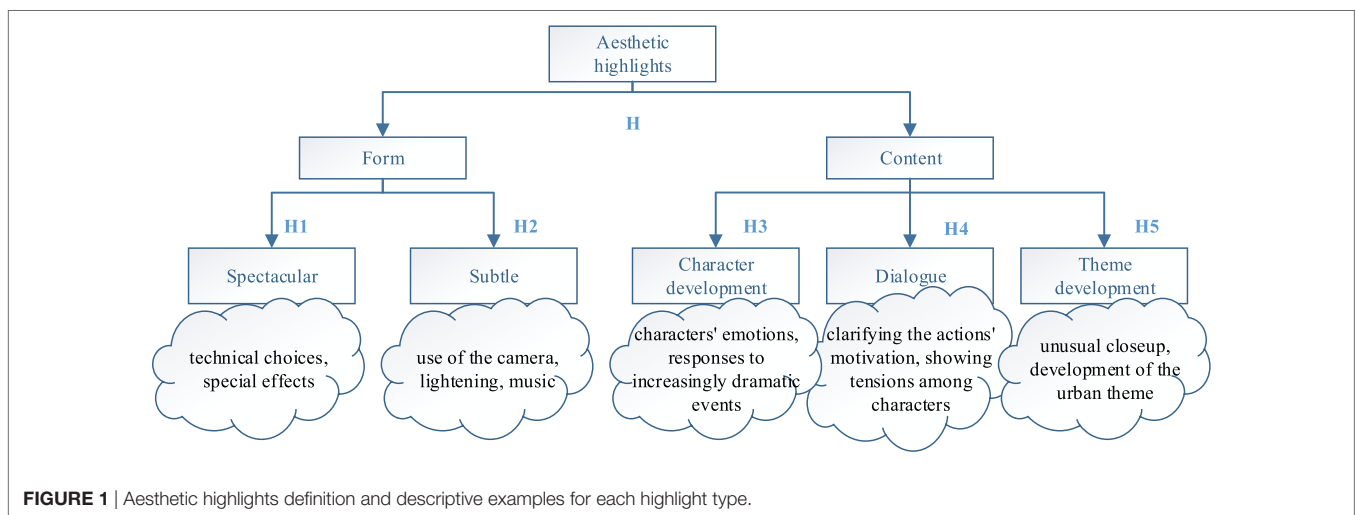 Aesthetic
highlights
H
Form
Content
H1
H2
H3
H4
H5
Spectacular
Subtle
Character
development
Dialogue
Theme
development
technical choices,
special effects
use of the camera,
lightening, music
characters' emotions,
responses to
increasingly dramatic
events
clarifying the actions'
motivation, showing
tensions among
characters
unusual closeup,
development of the
urban theme
FIGURE 1 | Aesthetic highlights definition and descriptive examples for each highlight type.